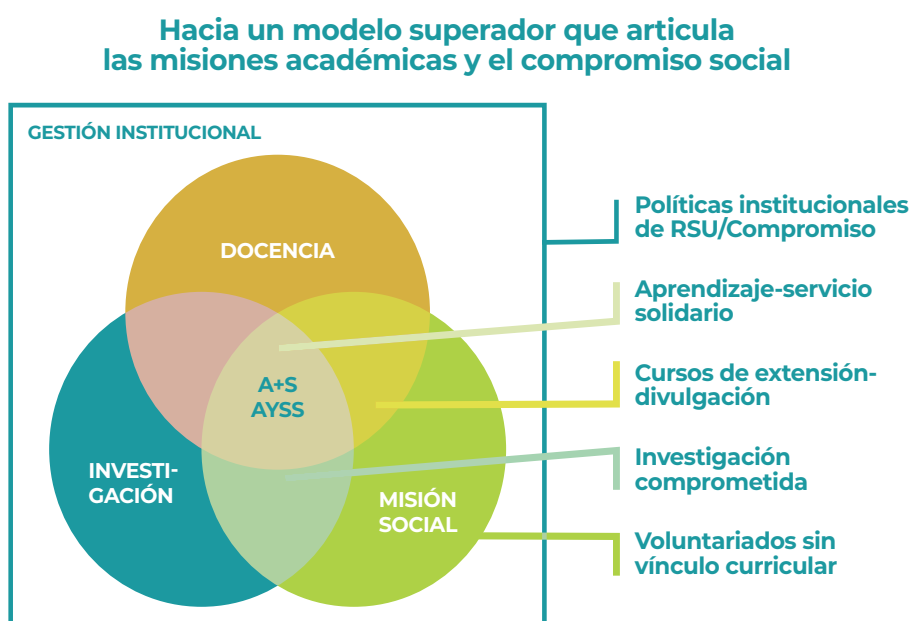 Hacia un modelo superador que articula
las misiones académicas y el compromiso social
GESTIÓN INSTITUCIONAL
DOCENCIA
A+S
AYSS
INVESTI-
GACIÓN
MISIÓN
SOCIAL
Políticas institucionales
de RSU/Compromiso
Aprendizaje-servicio
solidario
Cursos de extensión-
divulgación
Investigación
comprometida
Voluntariados sin
vínculo curricular